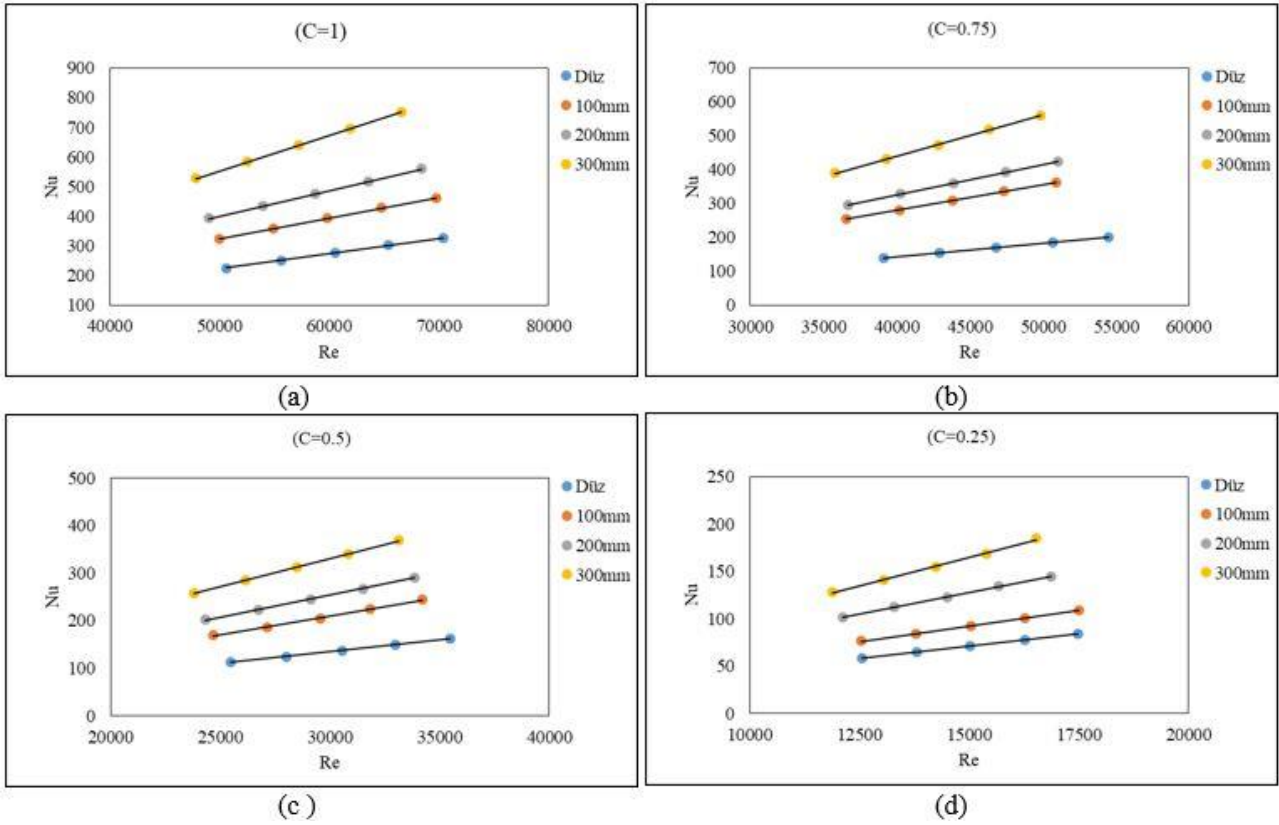 (C=1)
900
800
700
600
500
400
300
200
100
Nu
40000 50000 60000 70000 80000
Re
Düz
100mm
200mm
300mm
(a)
(C=0.75)
700
600
500
400
300
200
100
0
Nu
30000 35000 40000 45000 50000 55000 60000
Re
Düz
100mm
200mm
300mm
(b)
(C=0.5)
500
400
300
200
100
0
Nu
20000 25000 30000 35000 40000
Re
Düz
100mm
200mm
300mm
(c )
(C=0.25)
250
200
150
100
50
0
Nu
10000 12500 15000 17500 20000
Re
Düz
100mm
200mm
300mm
(d)